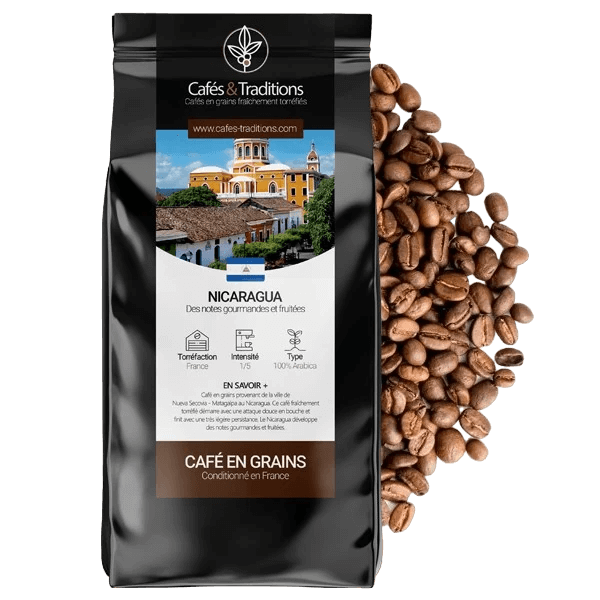 Cafés & Traditions
Cafés en grains fraîchement torréfiés
www.cafes-traditions.com
NICARAGUA
Des notes gourmandes et fruitées
Torréfaction Intensité Type
France 1/5 100% Arabica
EN SAVOIR +
Café en grains provenant de la ville de
Nueva Secowa - Matagalpa au Nicaragua. Ce café fraîchement
torréfié démarre avec une attaque douce en bouche et
finit avec une très légère persistance. Le Nicaragua développe
des notes gourmandes et fruitées.
CAFÉ EN GRAINS
Conditionné en France